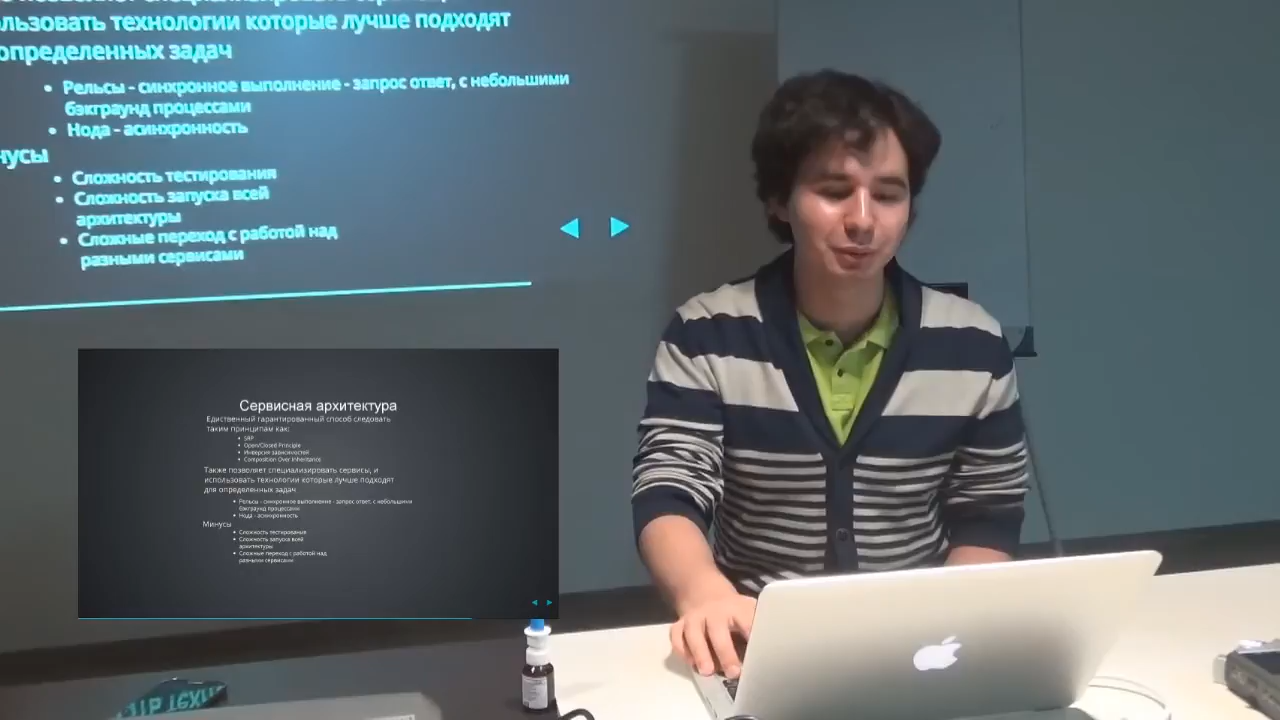 ользовать технологии которые лучше подходят
определенных задач
• Рельсы - синхронное выполнение - запрос ответ, с небольшими
бэкграунд процессами
• Нода - асинхронность
нусы
• Сложность тестирования
• Сложность запуска всей
архитектуры
• Сложные переход с работой над
разными сервисами
Сервисная архитектура
Едиственный гарантированный способ следовать
таким принципам как:
• SRP
• Open/Closed Principle
• Инверсия зависимостей
• Composition Over Inheritance
Также позволяет специализировать сервисы, и
использовать технологии которые лучше подходят
для определенных задач
• Рельсы - синхронное выполнение - запрос ответ, с небольшими
бэкграунд процессами
• Нода - асинхронность
Минусы
• Сложность тестирования
• Сложность запуска всей
архитектуры
• Сложные переход с работой над
разными сервисами